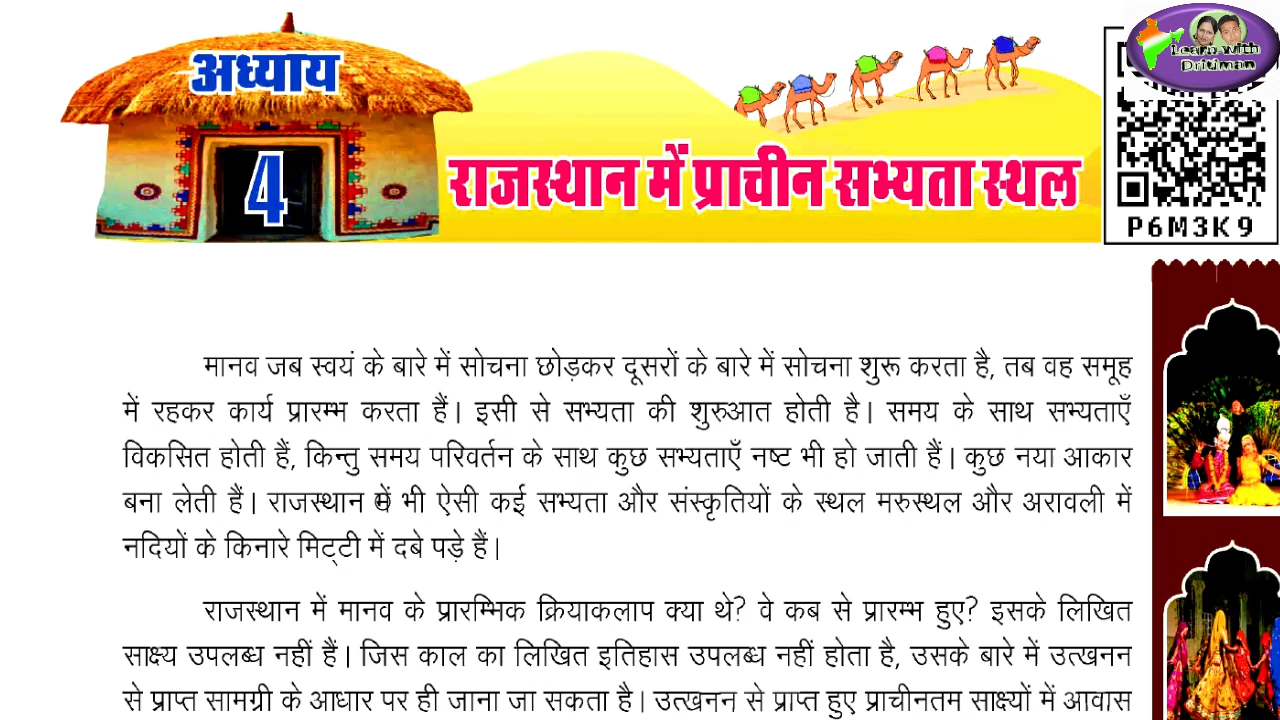 अध्याय
4
राजस्थान में प्राचीन सभ्यता स्थल
Learn with
Dritiman
P6M3K9
मानव जब स्वयं के बारे में सोचना छोड़कर दूसरों के बारे में सोचना शुरू करता है, तब वह समूह
में रहकर कार्य प्रारम्भ करता हैं। इसी से सभ्यता की शुरुआत होती है। समय के साथ सभ्यताएँ
विकसित होती हैं, किन्तु समय परिवर्तन के साथ कुछ सभ्यताएँ नष्ट भी हो जाती हैं। कुछ नया आकार
बना लेती हैं। राजस्थान में भी ऐसी कई सभ्यता और संस्कृतियों के स्थल मरुस्थल और अरावली में
नदियों के किनारे मिट्टी में दबे पड़े हैं।
राजस्थान में मानव के प्रारम्भिक क्रियाकलाप क्या थे? वे कब से प्रारम्भ हुए? इसके लिखित
साक्ष्य उपलब्ध नहीं हैं। जिस काल का लिखित इतिहास उपलब्ध नहीं होता है, उसके बारे में उत्खनन
से प्राप्त सामग्री के आधार पर ही जाना जा सकता है। उत्खनन से प्राप्त हुए प्राचीनतम साक्ष्यों में आवास